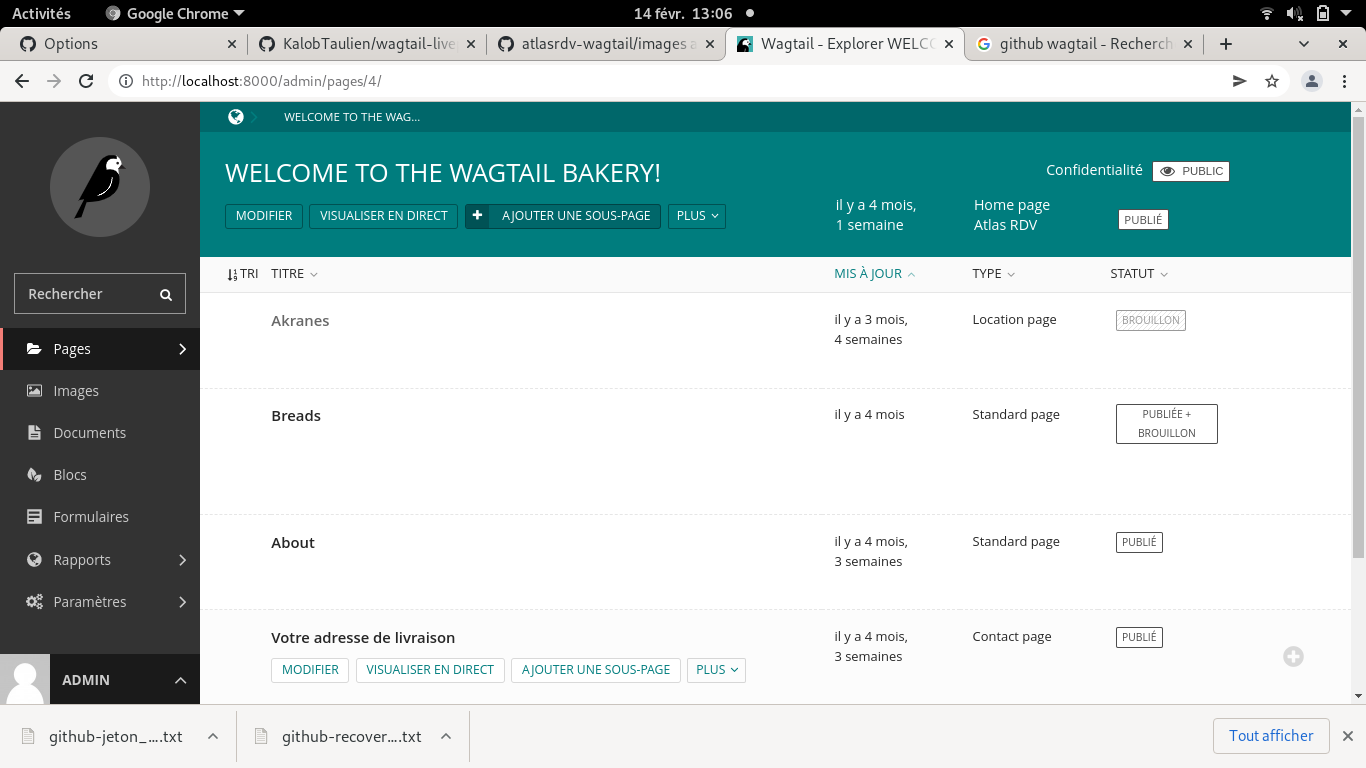 Activités
Google Chrome
14 févr. 13:06
Options
KalobTaulien/wagtail-live
atlasrdv-wagtail/images a
Wagtail - Explorer WELCO
github wagtail - Recherch
http://localhost:8000/admin/pages/4/
WELCOME TO THE WAG...
WELCOME TO THE WAGTAIL BAKERY!
Confidentialité
PUBLIC
MODIFIER
VISUALISER EN DIRECT
AJOUTER UNE SOUS-PAGE
PLUS
il y a 4 mois,
1 semaine
Home page
Atlas RDV
PUBLIÉ
Rechercher
Pages
Images
Documents
Blocs
Formulaires
Rapports
Paramètres
ADMIN
TRI
TITRE
MIS À JOUR
TYPE
STATUT
Akranes
il y a 3 mois,
4 semaines
Location page
BROUILLON
Breads
il y a 4 mois
Standard page
PUBLIÉE +
BROUILLON
About
il y a 4 mois,
3 semaines
Standard page
PUBLIÉ
Votre adresse de livraison
il y a 4 mois,
3 semaines
Contact page
PUBLIÉ
MODIFIER
VISUALISER EN DIRECT
AJOUTER UNE SOUS-PAGE
PLUS
github-jeton_....txt
github-recover....txt
Tout afficher